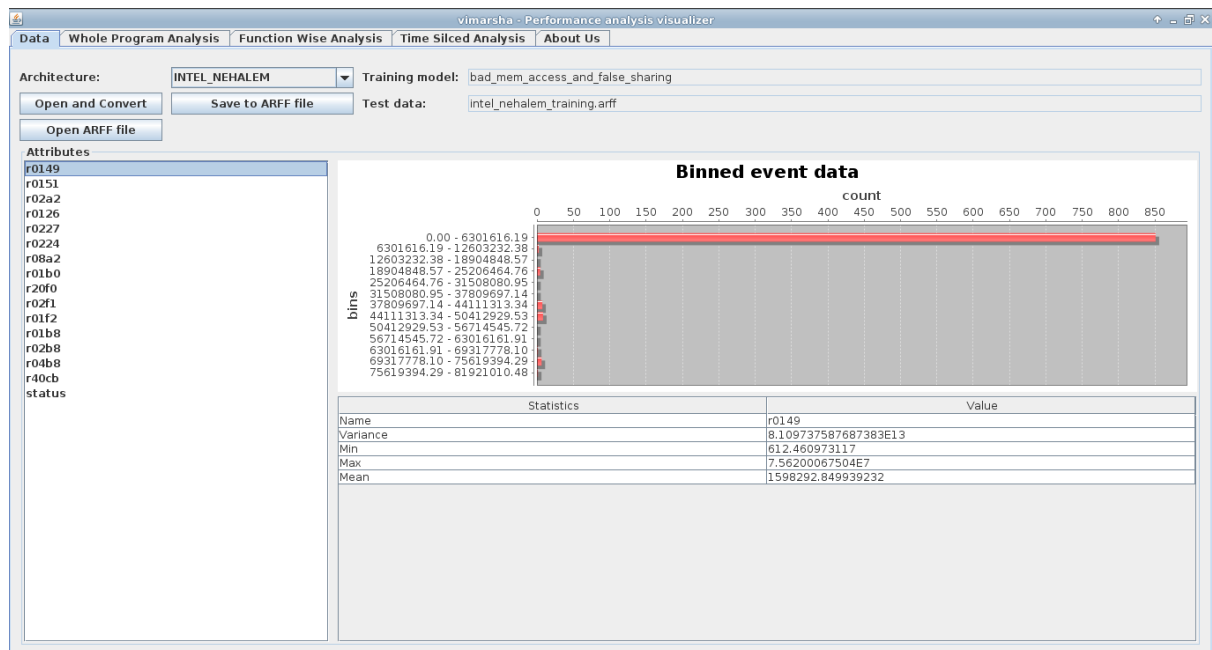 vimarsha - Performance analysis visualizer
Data Whole Program Analysis Function Wise Analysis Time Silced Analysis About Us
Architecture: INTEL_NEHALEM Training model: bad_mem_access_and_false_sharing
Open and Convert Save to ARFF file Test data: intel_nehalem_training.arff
Open ARFF file
Attributes
r0149
r0151
r02a2
r0126
r0227
r0224
r08a2
r01b0
r20f0
r02f1
r01f2
r01b8
r02b8
r04b8
r40cb
status
Binned event data
count
0 50 100 150 200 250 300 350 400 450 500 550 600 650 700 750 800 850
bins
0.00 - 6301616.19
6301616.19 - 12603232.38
12603232.38 - 18904848.57
18904848.57 - 25206464.76
25206464.76 - 31508080.95
31508080.95 - 37809697.14
37809697.14 - 44111313.34
44111313.34 - 50412929.53
50412929.53 - 56714545.72
56714545.72 - 63016161.91
63016161.91 - 69317778.10
69317778.10 - 75619394.29
75619394.29 - 81921010.48
Statistics Value
Name r0149
Variance 8.109737587687383E13
Min 612.460973117
Max 7.56200067504E7
Mean 1598292.849939232